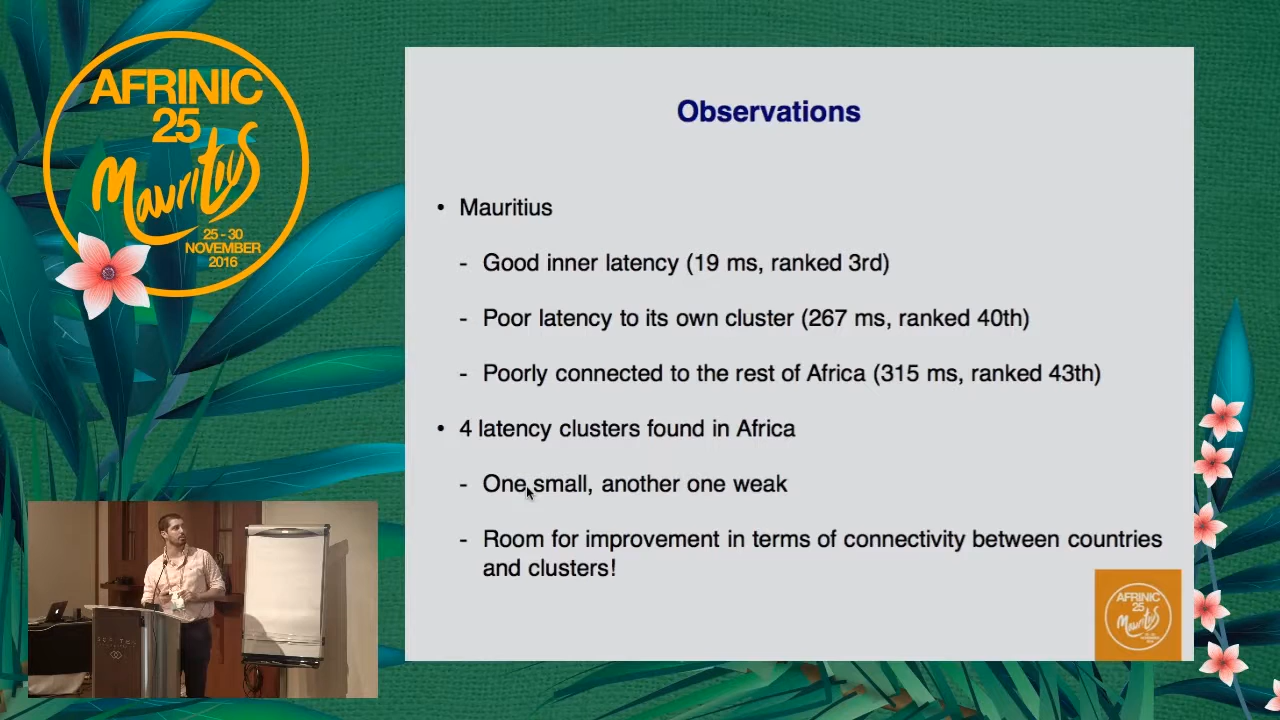 AFRINIC
25
Mauritius
25 - 30
NOVEMBER
2016
Observations
• Mauritius
- Good inner latency (19 ms, ranked 3rd)
- Poor latency to its own cluster (267 ms, ranked 40th)
- Poorly connected to the rest of Africa (315 ms, ranked 43th)
• 4 latency clusters found in Africa
- One small, another one weak
- Room for improvement in terms of connectivity between countries
and clusters!
AFRINIC
25
Mauritius